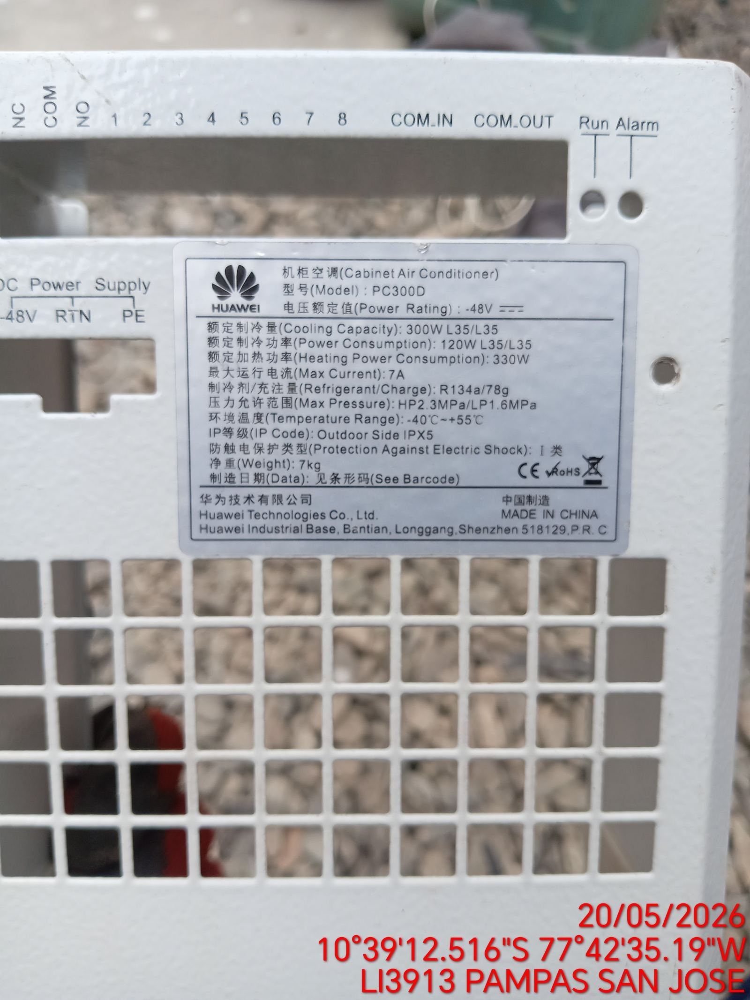 NC COM NO 1 2 3 4 5 6 7 8 COM_IN COM_OUT Run Alarm
DC Power Supply
-48V RTN PE
HUAWEI
机柜空调(Cabinet Air Conditioner)
型号(Model) : PC300D
电压额定值(Power Rating) : -48V
额定制冷量(Cooling Capacity): 300W L35/L35
额定制冷功率(Power Consumption): 120W L35/L35
额定加热功率(Heating Power Consumption): 330W
最大运行电流(Max Current): 7A
制冷剂/充注量(Refrigerant/Charge): R134a/78g
压力允许范围(Max Pressure): HP2.3MPa/LP1.6MPa
环境温度(Temperature Range): -40℃~+55℃
IP等级(IP Code): Outdoor Side IPX5
防触电保护类型(Protection Against Electric Shock): I 类
净重(Weight): 7kg
制造日期(Data): 见条形码(See Barcode)
CE RoHS
华为技术有限公司
Huawei Technologies Co., Ltd.
中国制造
MADE IN CHINA
Huawei Industrial Base, Bantian, Longgang,Shenzhen 518129,P.R. C
20/05/2026
10°39'12.516"S 77°42'35.19"W
LI3913 PAMPAS SAN JOSE